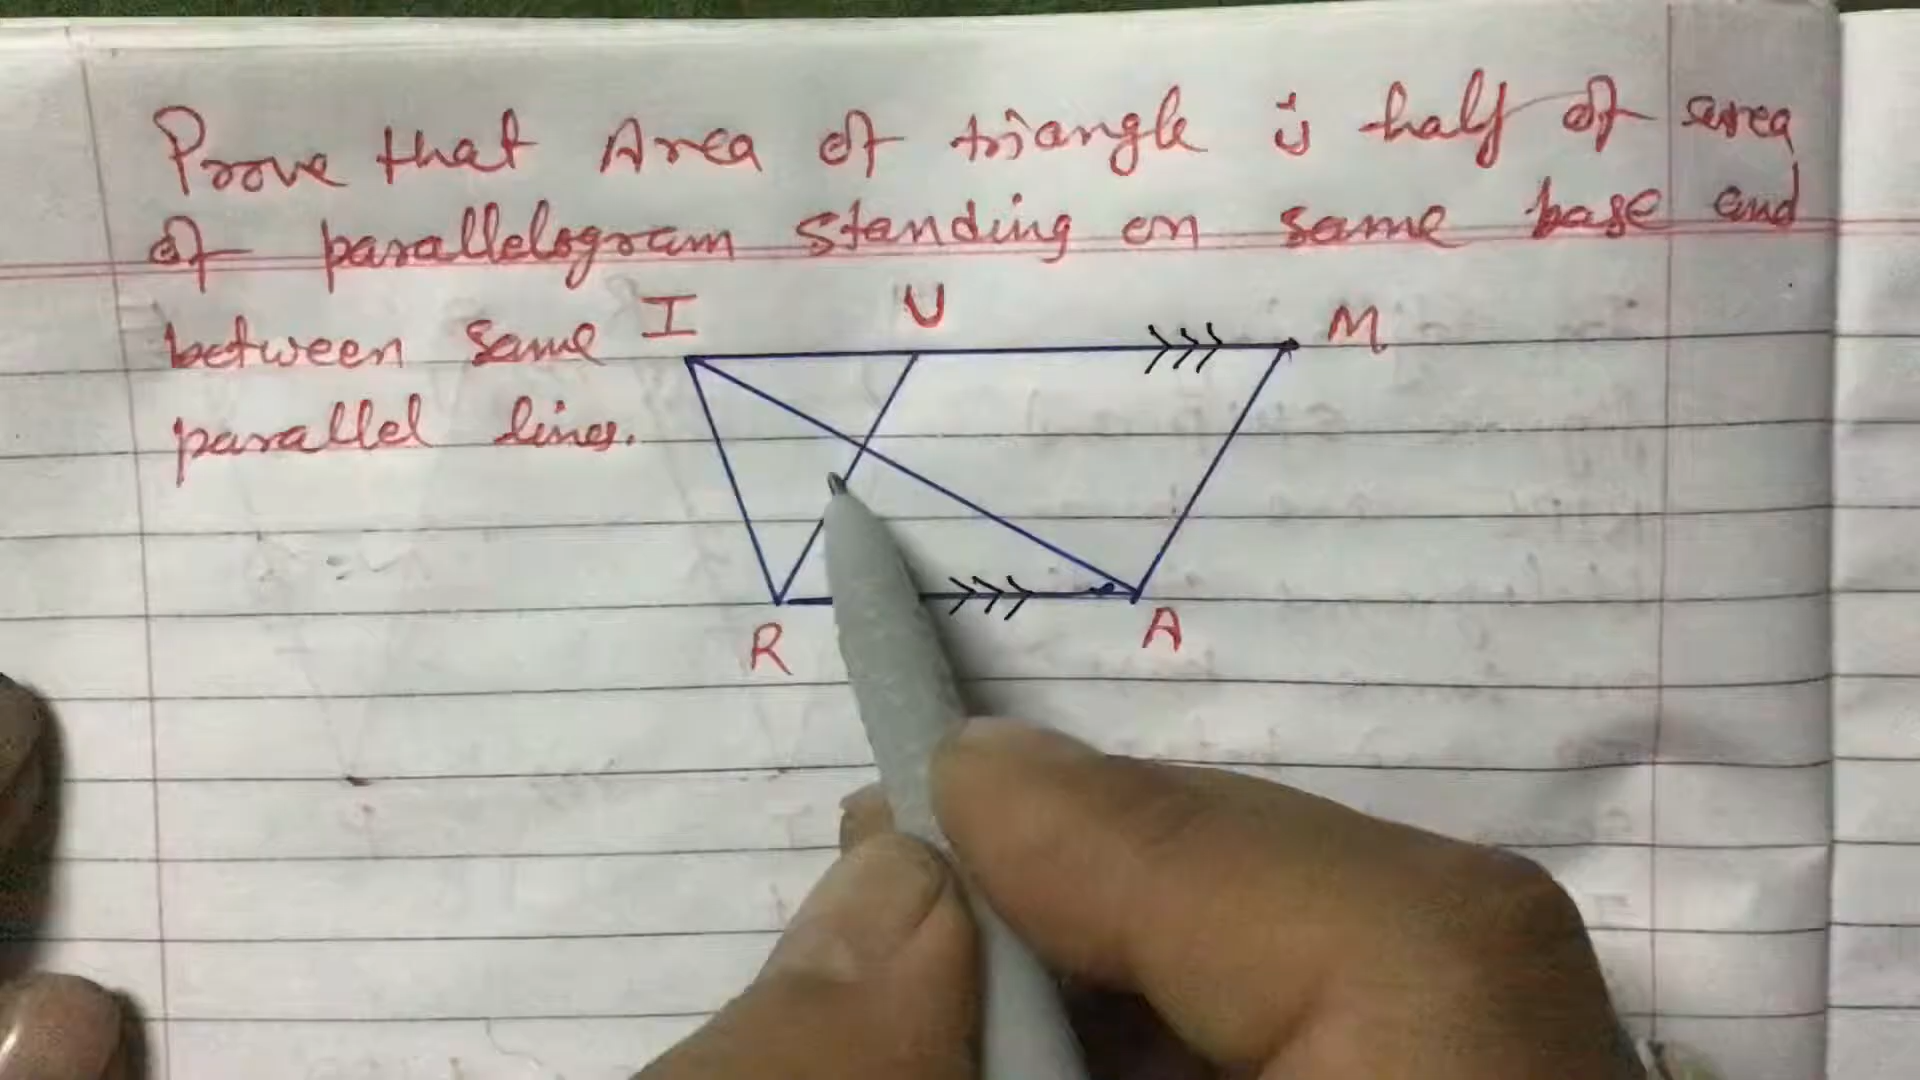 Prove that Area of triangle is half of area
of parallelogram standing on same base and
between same
parallel lines.
I U M
R A